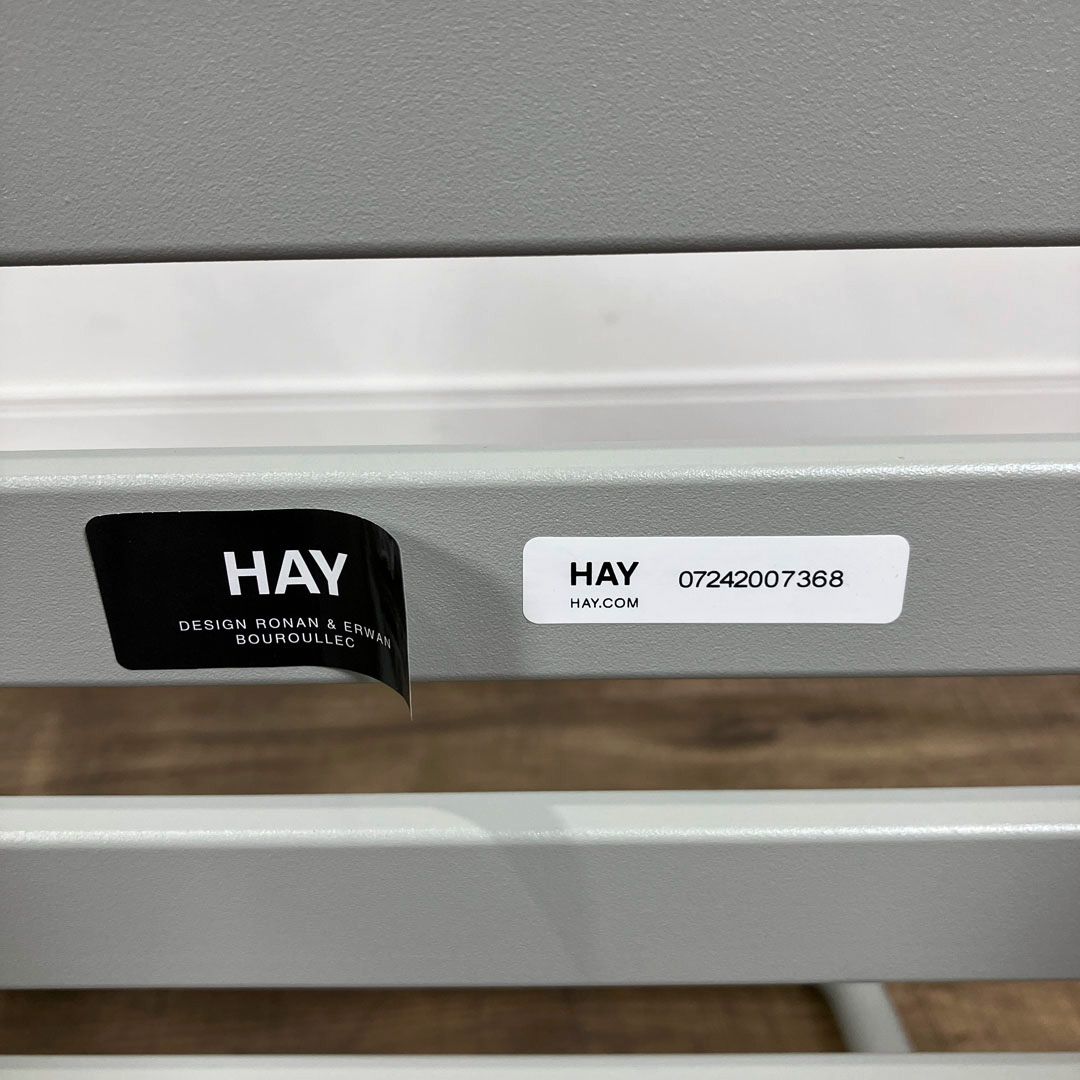 HAY
DESIGN RONAN & ERWAN
BOUROULLEC
HAY
HAY.COM
07242007368